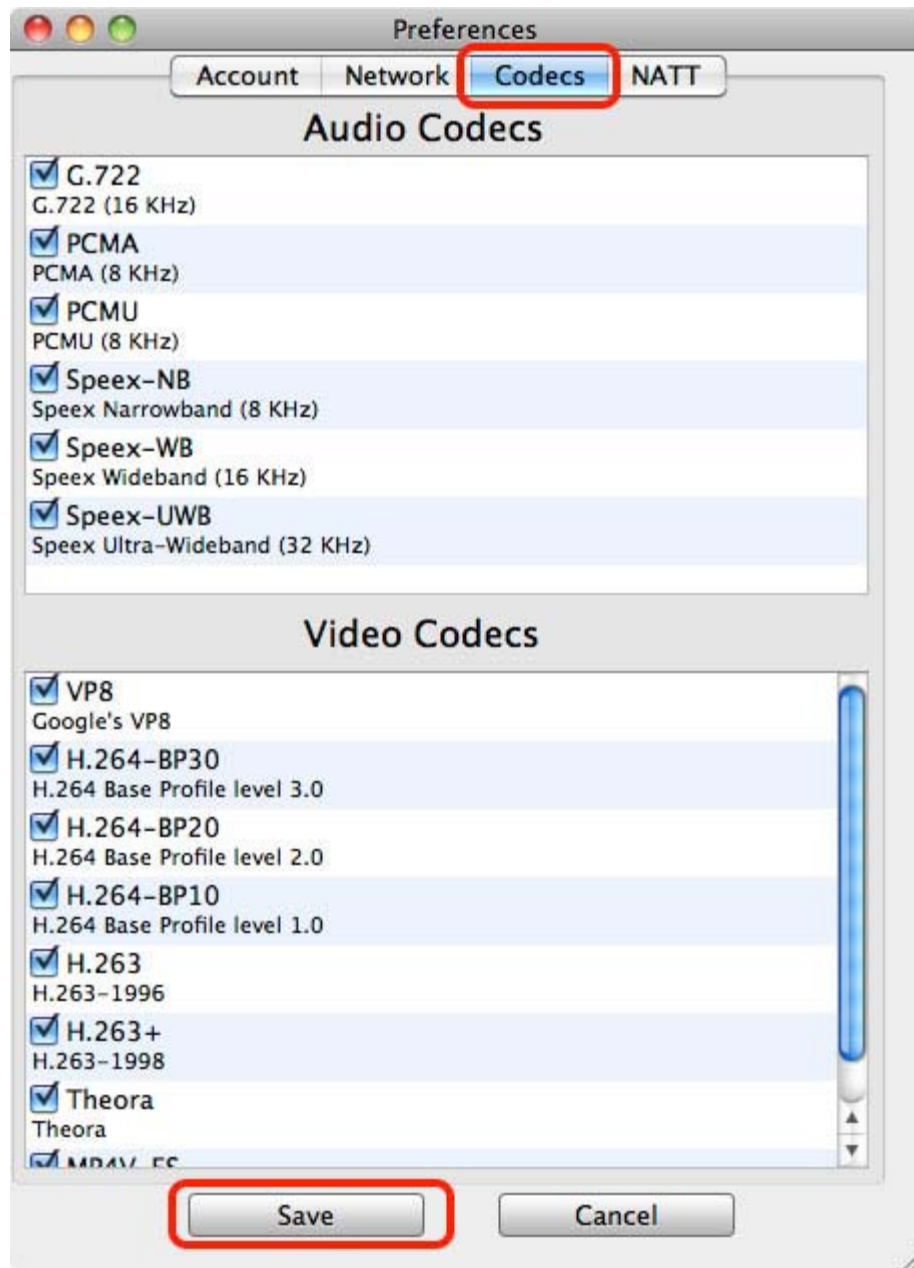 Preferences
Account Network Codecs NATT
Audio Codecs
G.722
G.722 (16 KHz)
PCMA
PCMA (8 KHz)
PCMU
PCMU (8 KHz)
Speex-NB
Speex Narrowband (8 KHz)
Speex-WB
Speex Wideband (16 KHz)
Speex-UWB
Speex Ultra-Wideband (32 KHz)
Video Codecs
VP8
Google's VP8
H.264-BP30
H.264 Base Profile level 3.0
H.264-BP20
H.264 Base Profile level 2.0
H.264-BP10
H.264 Base Profile level 1.0
H.263
H.263-1996
H.263+
H.263-1998
Theora
Theora
MP4V-ES
Save Cancel